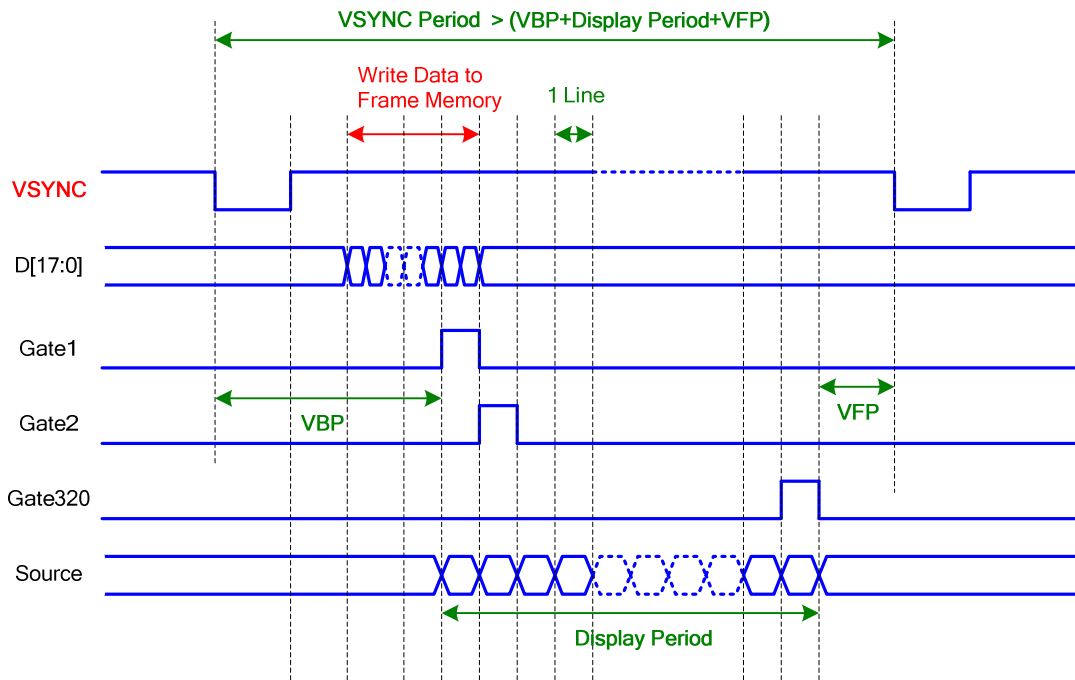 VSYNC Period > (VBP+Display Period+VFP)
Write Data to
Frame Memory
1 Line
VSYNC
D[17:0]
Gate1
VBP
VFP
Gate2
Gate320
Source
Display Period